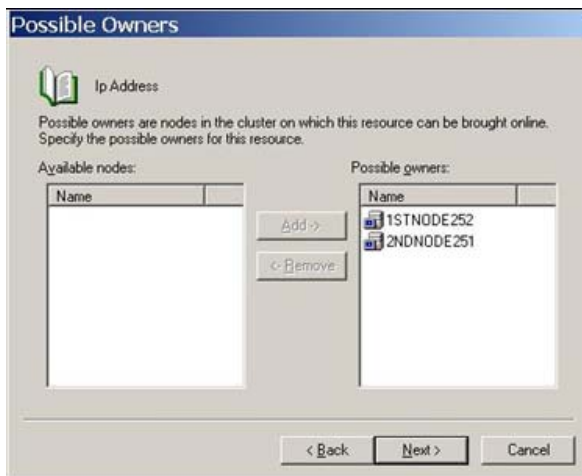 Possible Owners
Ip Address
Possible owners are nodes in the cluster on which this resource can be brought online.
Specify the possible owners for this resource.
Available nodes:
Possible owners:
Name
Name
Add ->
<- Remove
1STNODE252
2NDNODE251
< Back
Next >
Cancel